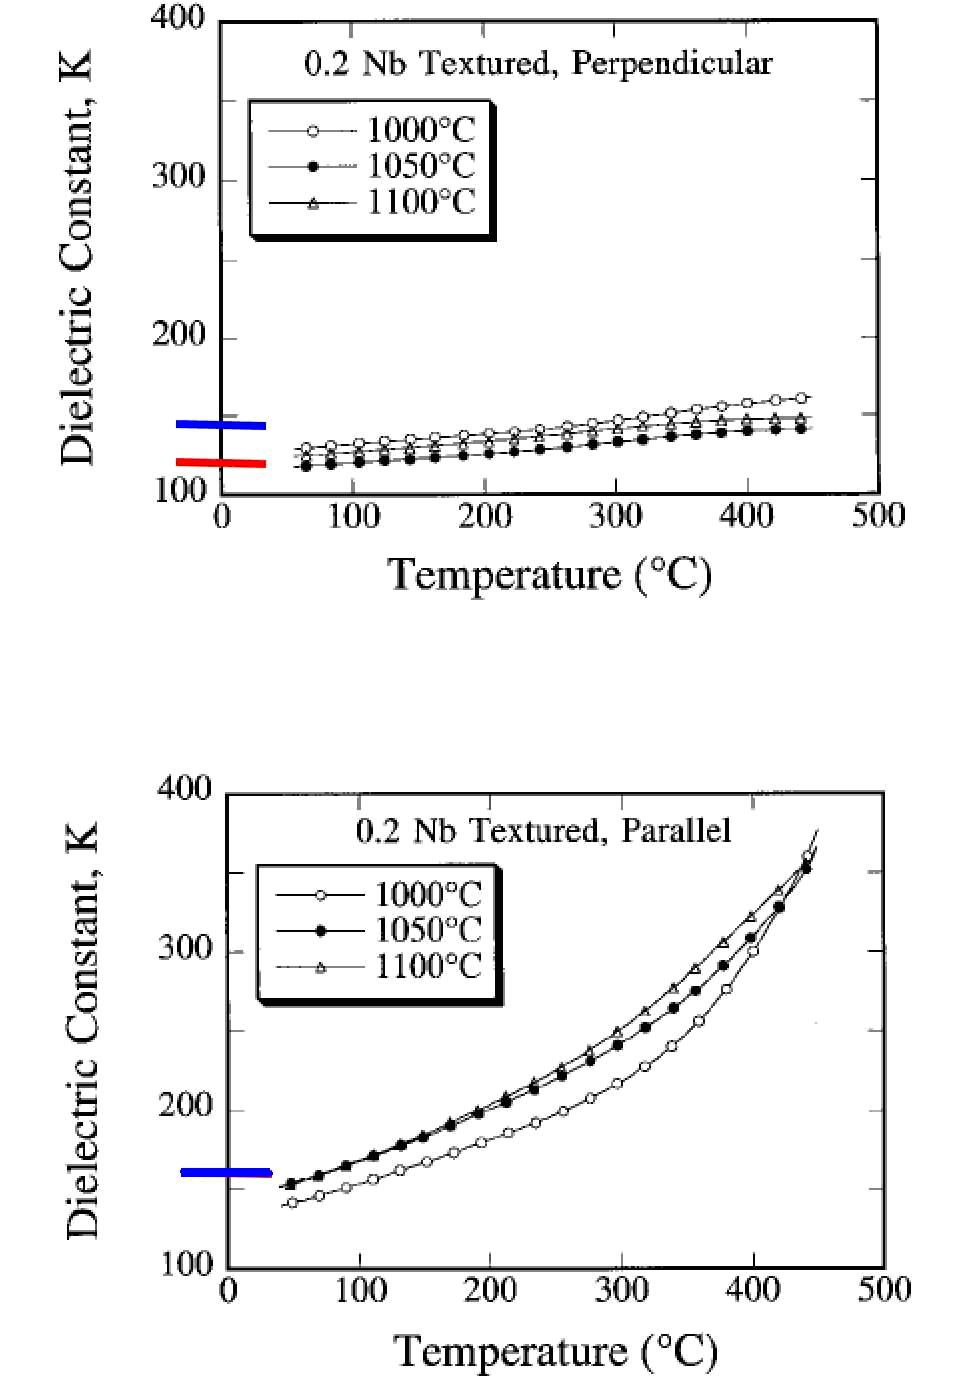 400
0.2 Nb Textured, Perpendicular
1000°C
1050°C
1100°C
300
200
100
Dielectric Constant, K
0 100 200 300 400 500
Temperature (°C)
400
0.2 Nb Textured, Parallel
1000°C
1050°C
1100°C
300
200
100
Dielectric Constant, K
0 100 200 300 400 500
Temperature (°C)